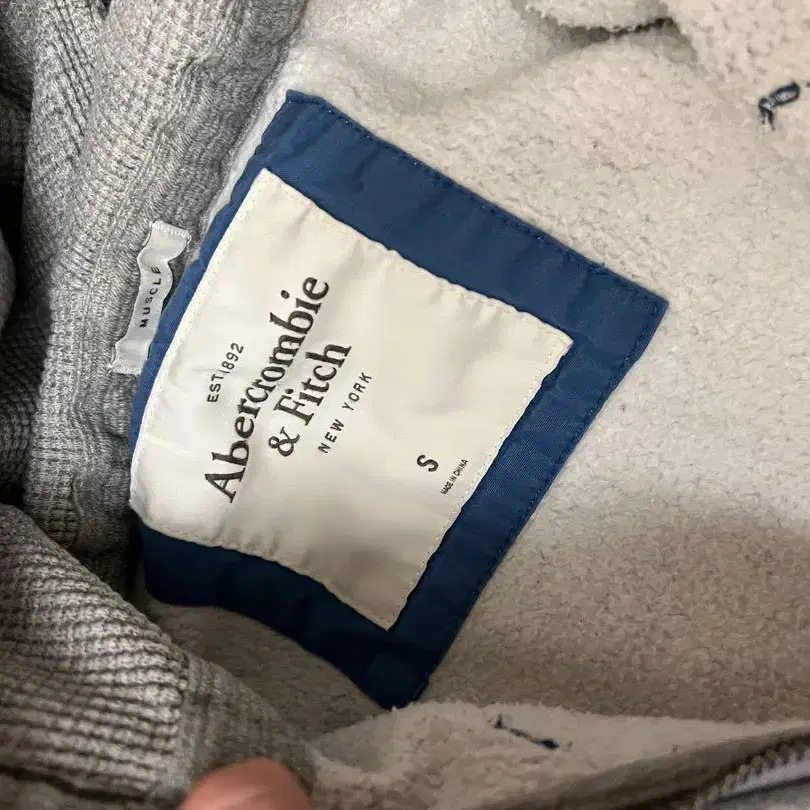 MUSCLE
EST.1892
Abercrombie
& Fitch
NEW YORK
S
MADE IN CHINA